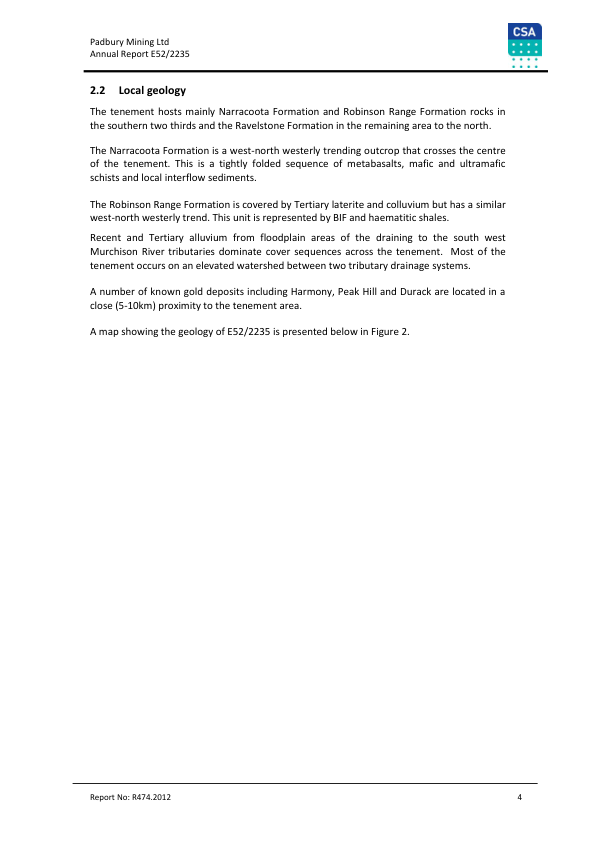 Padbury Mining Ltd
Annual Report E52/2235
CSA
2.2 Local geology
The tenement hosts mainly Narracoota Formation and Robinson Range Formation rocks in
the southern two thirds and the Ravelstone Formation in the remaining area to the north.
The Narracoota Formation is a west-north westerly trending outcrop that crosses the centre
of the tenement. This is a tightly folded sequence of metabasalts, mafic and ultramafic
schists and local interflow sediments.
The Robinson Range Formation is covered by Tertiary laterite and colluvium but has a similar
west-north westerly trend. This unit is represented by BIF and haematitic shales.
Recent and Tertiary alluvium from floodplain areas of the draining to the south west
Murchison River tributaries dominate cover sequences across the tenement. Most of the
tenement occurs on an elevated watershed between two tributary drainage systems.
A number of known gold deposits including Harmony, Peak Hill and Durack are located in a
close (5-10km) proximity to the tenement area.
A map showing the geology of E52/2235 is presented below in Figure 2.
Report No: R474.2012
4